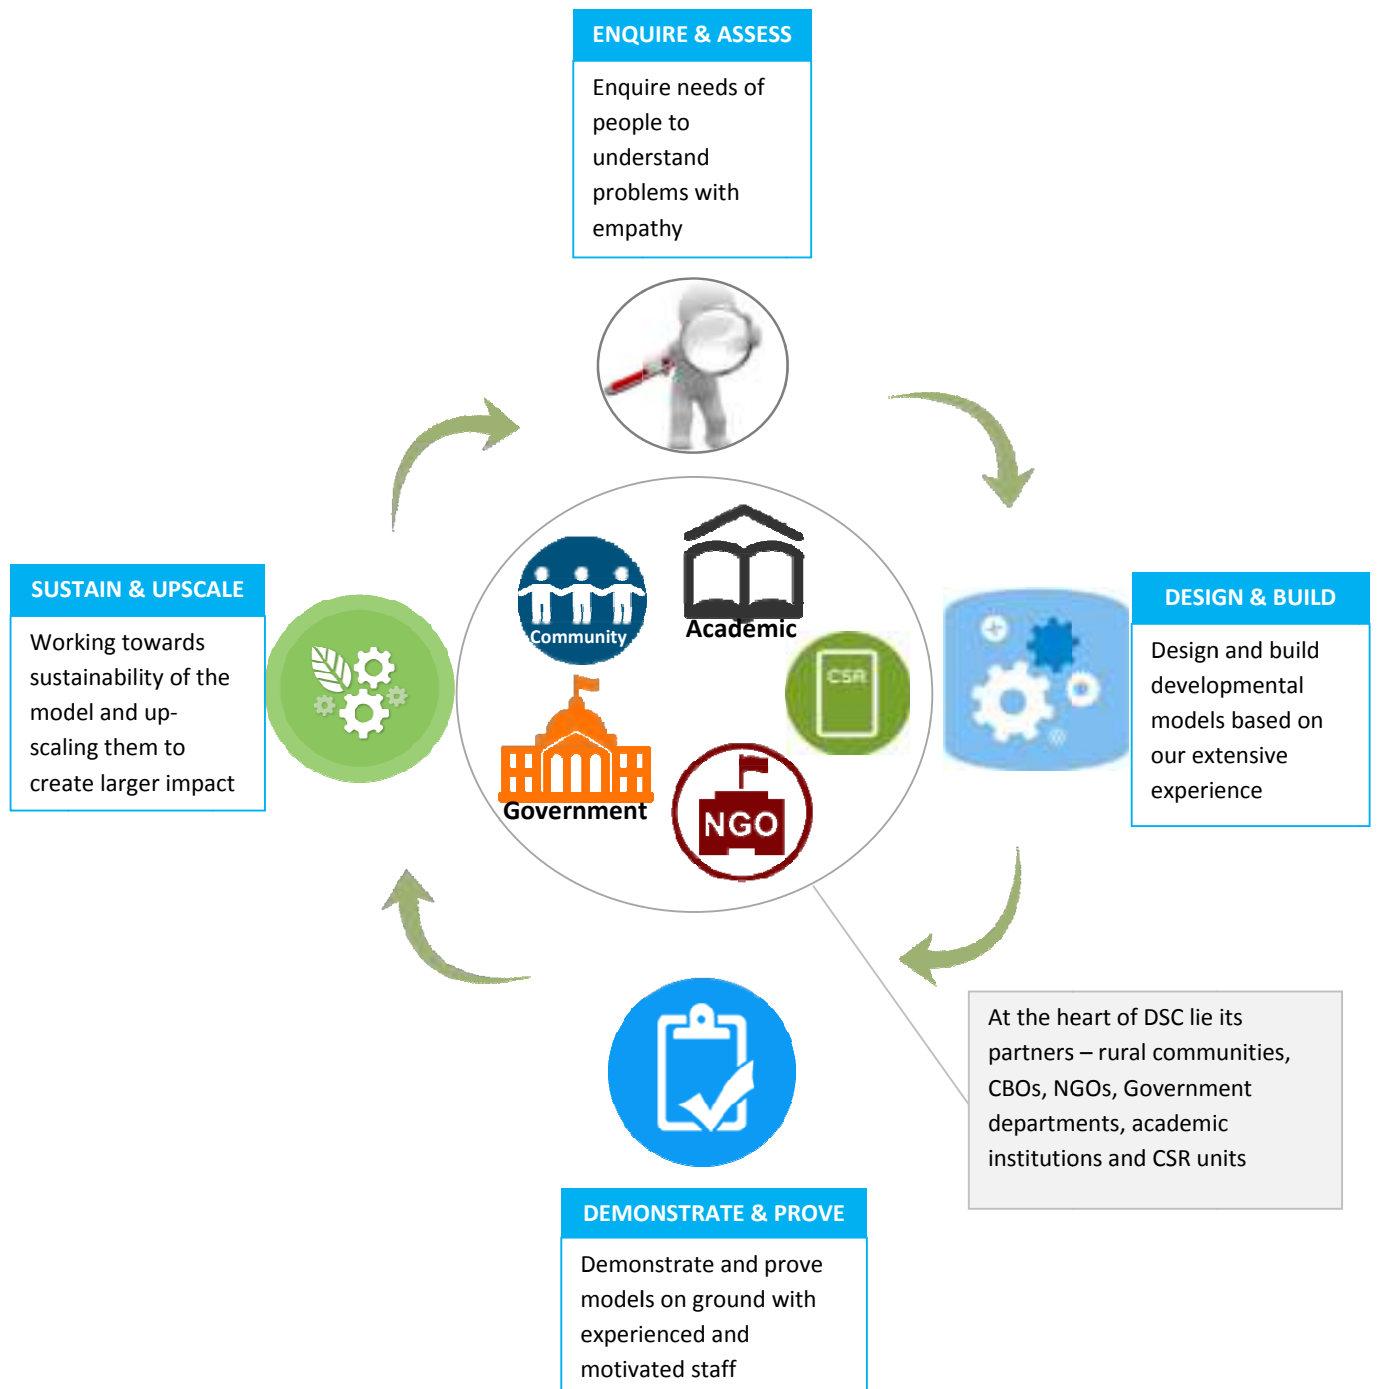 ENQUIRE & ASSESS
Enquire needs of
people to
understand
problems with
empathy
Community
Academic
CSR
Government
NGO
SUSTAIN & UPSCALE
Working towards
sustainability of the
model and up-
scaling them to
create larger impact
DESIGN & BUILD
Design and build
developmental
models based on
our extensive
experience
At the heart of DSC lie its
partners – rural communities,
CBOs, NGOs, Government
departments, academic
institutions and CSR units
DEMONSTRATE & PROVE
Demonstrate and prove
models on ground with
experienced and
motivated staff